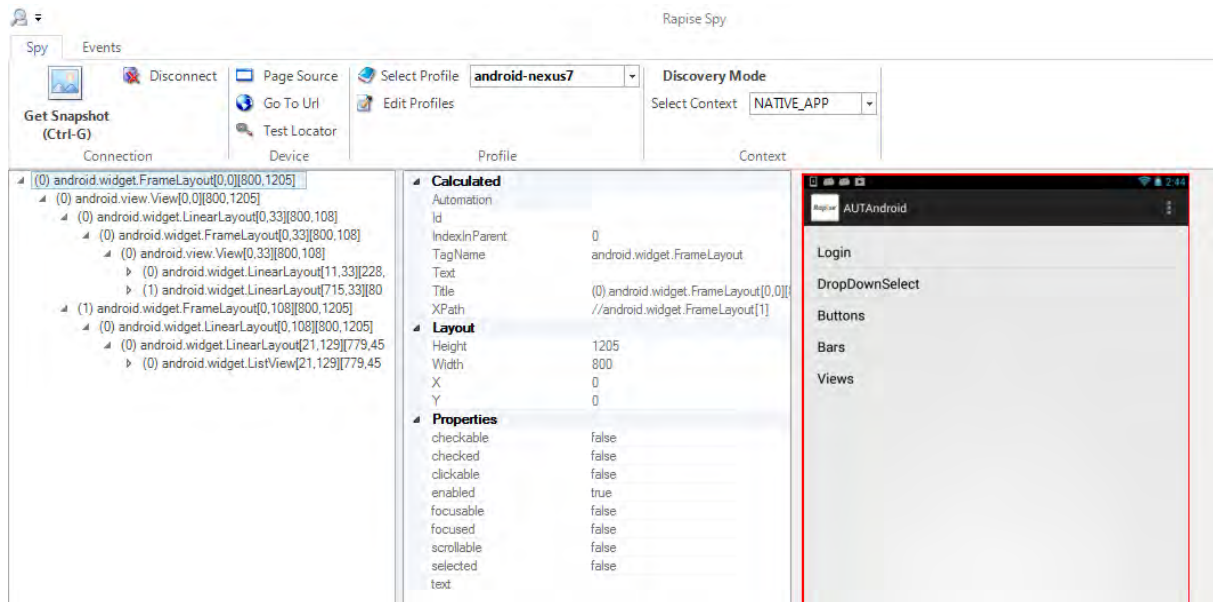 Rapise Spy
Spy Events
Disconnect
Get Snapshot
(Ctrl-G)
Connection
Page Source
Go To Url
Test Locator
Device
Select Profile android-nexus7
Edit Profiles
Profile
Discovery Mode
Select Context NATIVE_APP
Context
(0) android.widget.FrameLayout[0,0][800,1205]
(0) android.view.View[0,0][800,1205]
(0) android.widget.LinearLayout[0,33][800,108]
(0) android.widget.FrameLayout[0,33][800,108]
(0) android.view.View[0,33][800,108]
(0) android.widget.LinearLayout[11,33][228,
(1) android.widget.LinearLayout[715,33][80
(1) android.widget.FrameLayout[0,108][800,1205]
(0) android.widget.LinearLayout[0,108][800,1205]
(0) android.widget.LinearLayout[21,129][779,45
(0) android.widget.ListView[21,129][779,45
Calculated
Automation
Id
IndexInParent 0
TagName android.widget.FrameLayout
Text
Title (0) android.widget.FrameLayout[0,0][
XPath //android.widget.FrameLayout[1]
Layout
Height 1205
Width 800
X 0
Y 0
Properties
checkable false
checked false
clickable false
enabled true
focusable false
focused false
scrollable false
selected false
text
2:44
Rapise AUTAndroid
Login
DropDownSelect
Buttons
Bars
Views